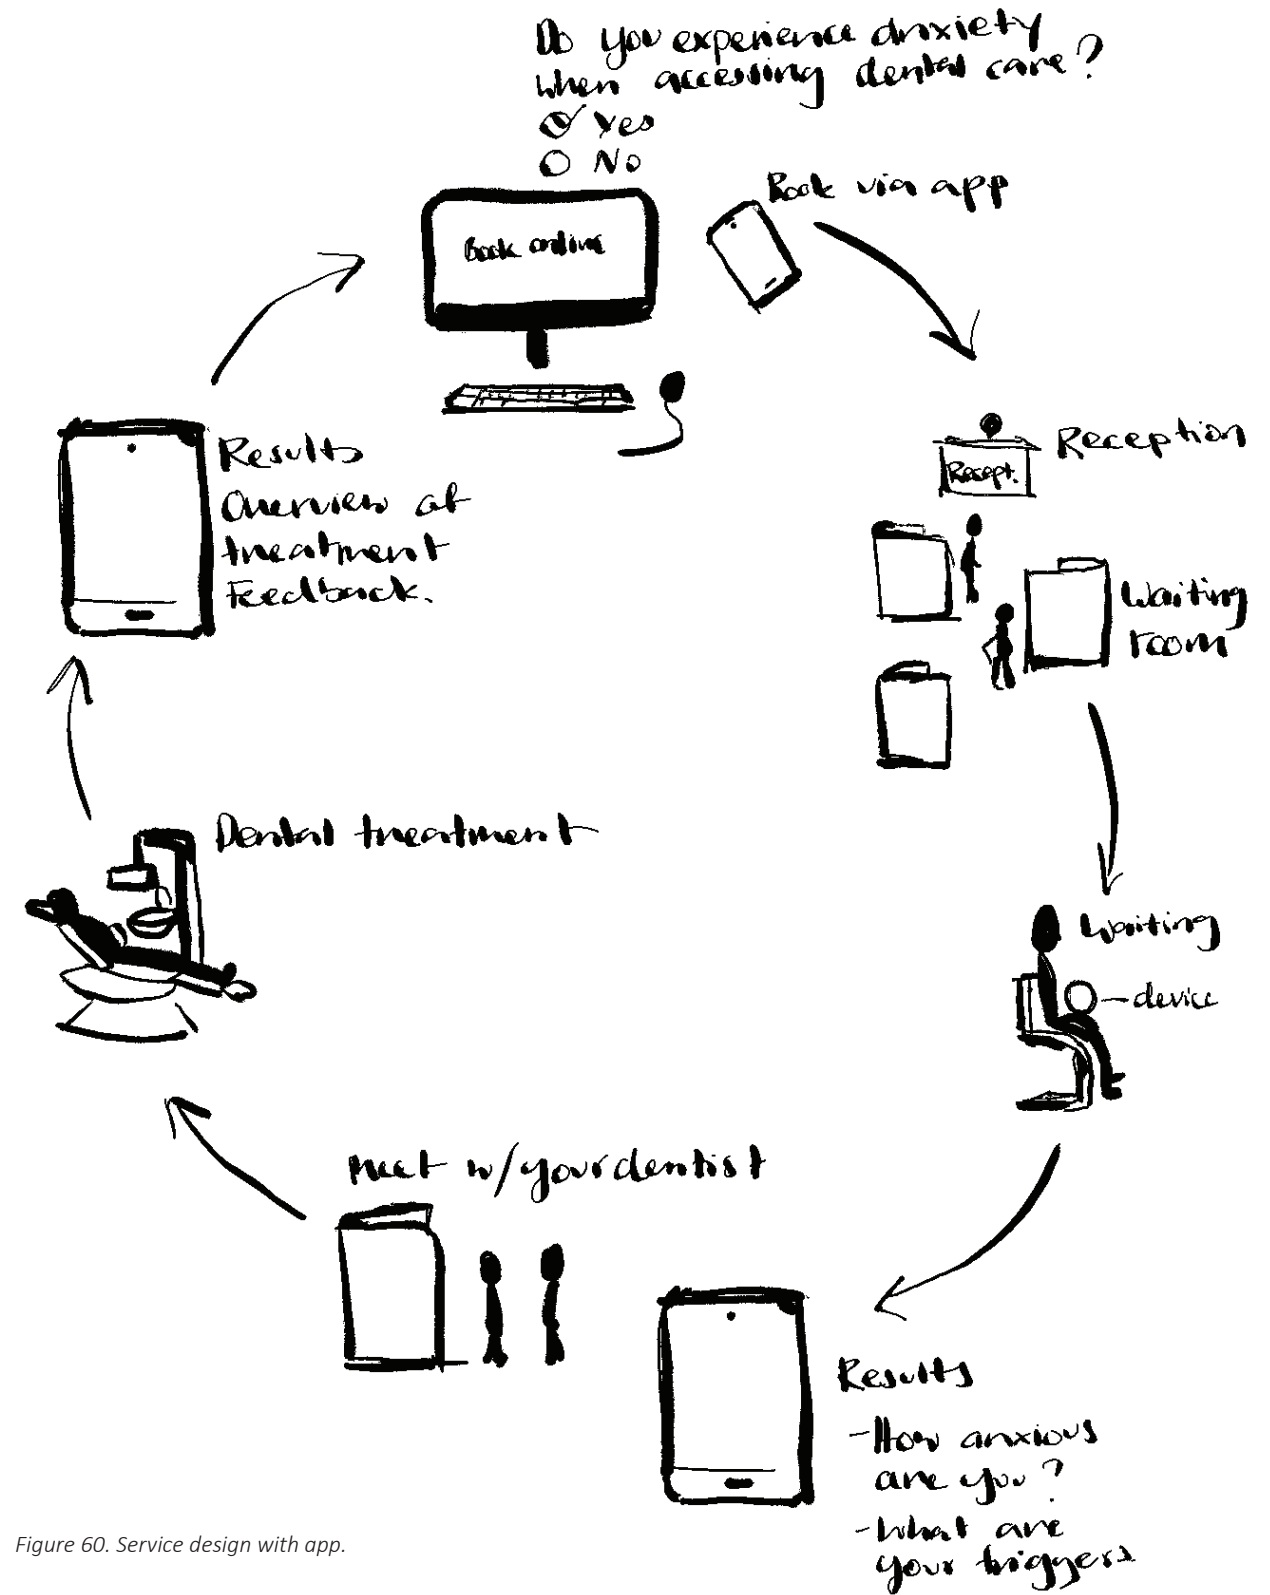 Do you experience anxiety
when accessing dental care?
Yes
No
Book via app
Book online
Reception
Recept.
Waiting
room
Waiting
device
Results
-How anxious
are you?
-What are
your triggers
Meet w/your dentist
Dental treatment
Results
Overview of
treatment
Feedback.
Figure 60. Service design with app.